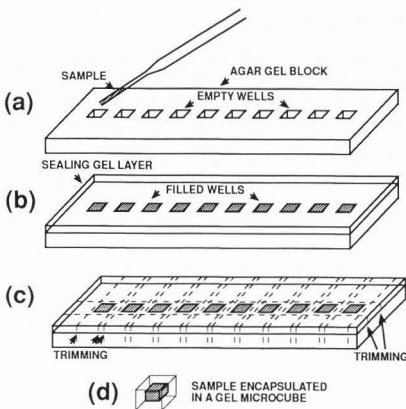 SAMPLE
AGAR GEL BLOCK
(a)
EMPTY WELLS
SEALING GEL LAYER
(b)
FILLED WELLS
(c)
TRIMMING
TRIMMING
(d)
SAMPLE ENCAPSULATED
IN A GEL MICROCUBE